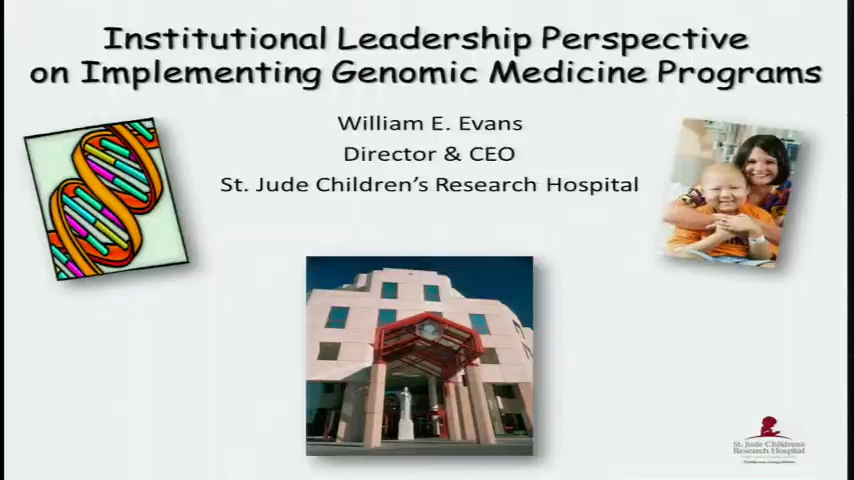 Institutional Leadership Perspective
on Implementing Genomic Medicine Programs
William E. Evans
Director & CEO
St. Jude Children's Research Hospital
St. Jude Children's
Research Hospital